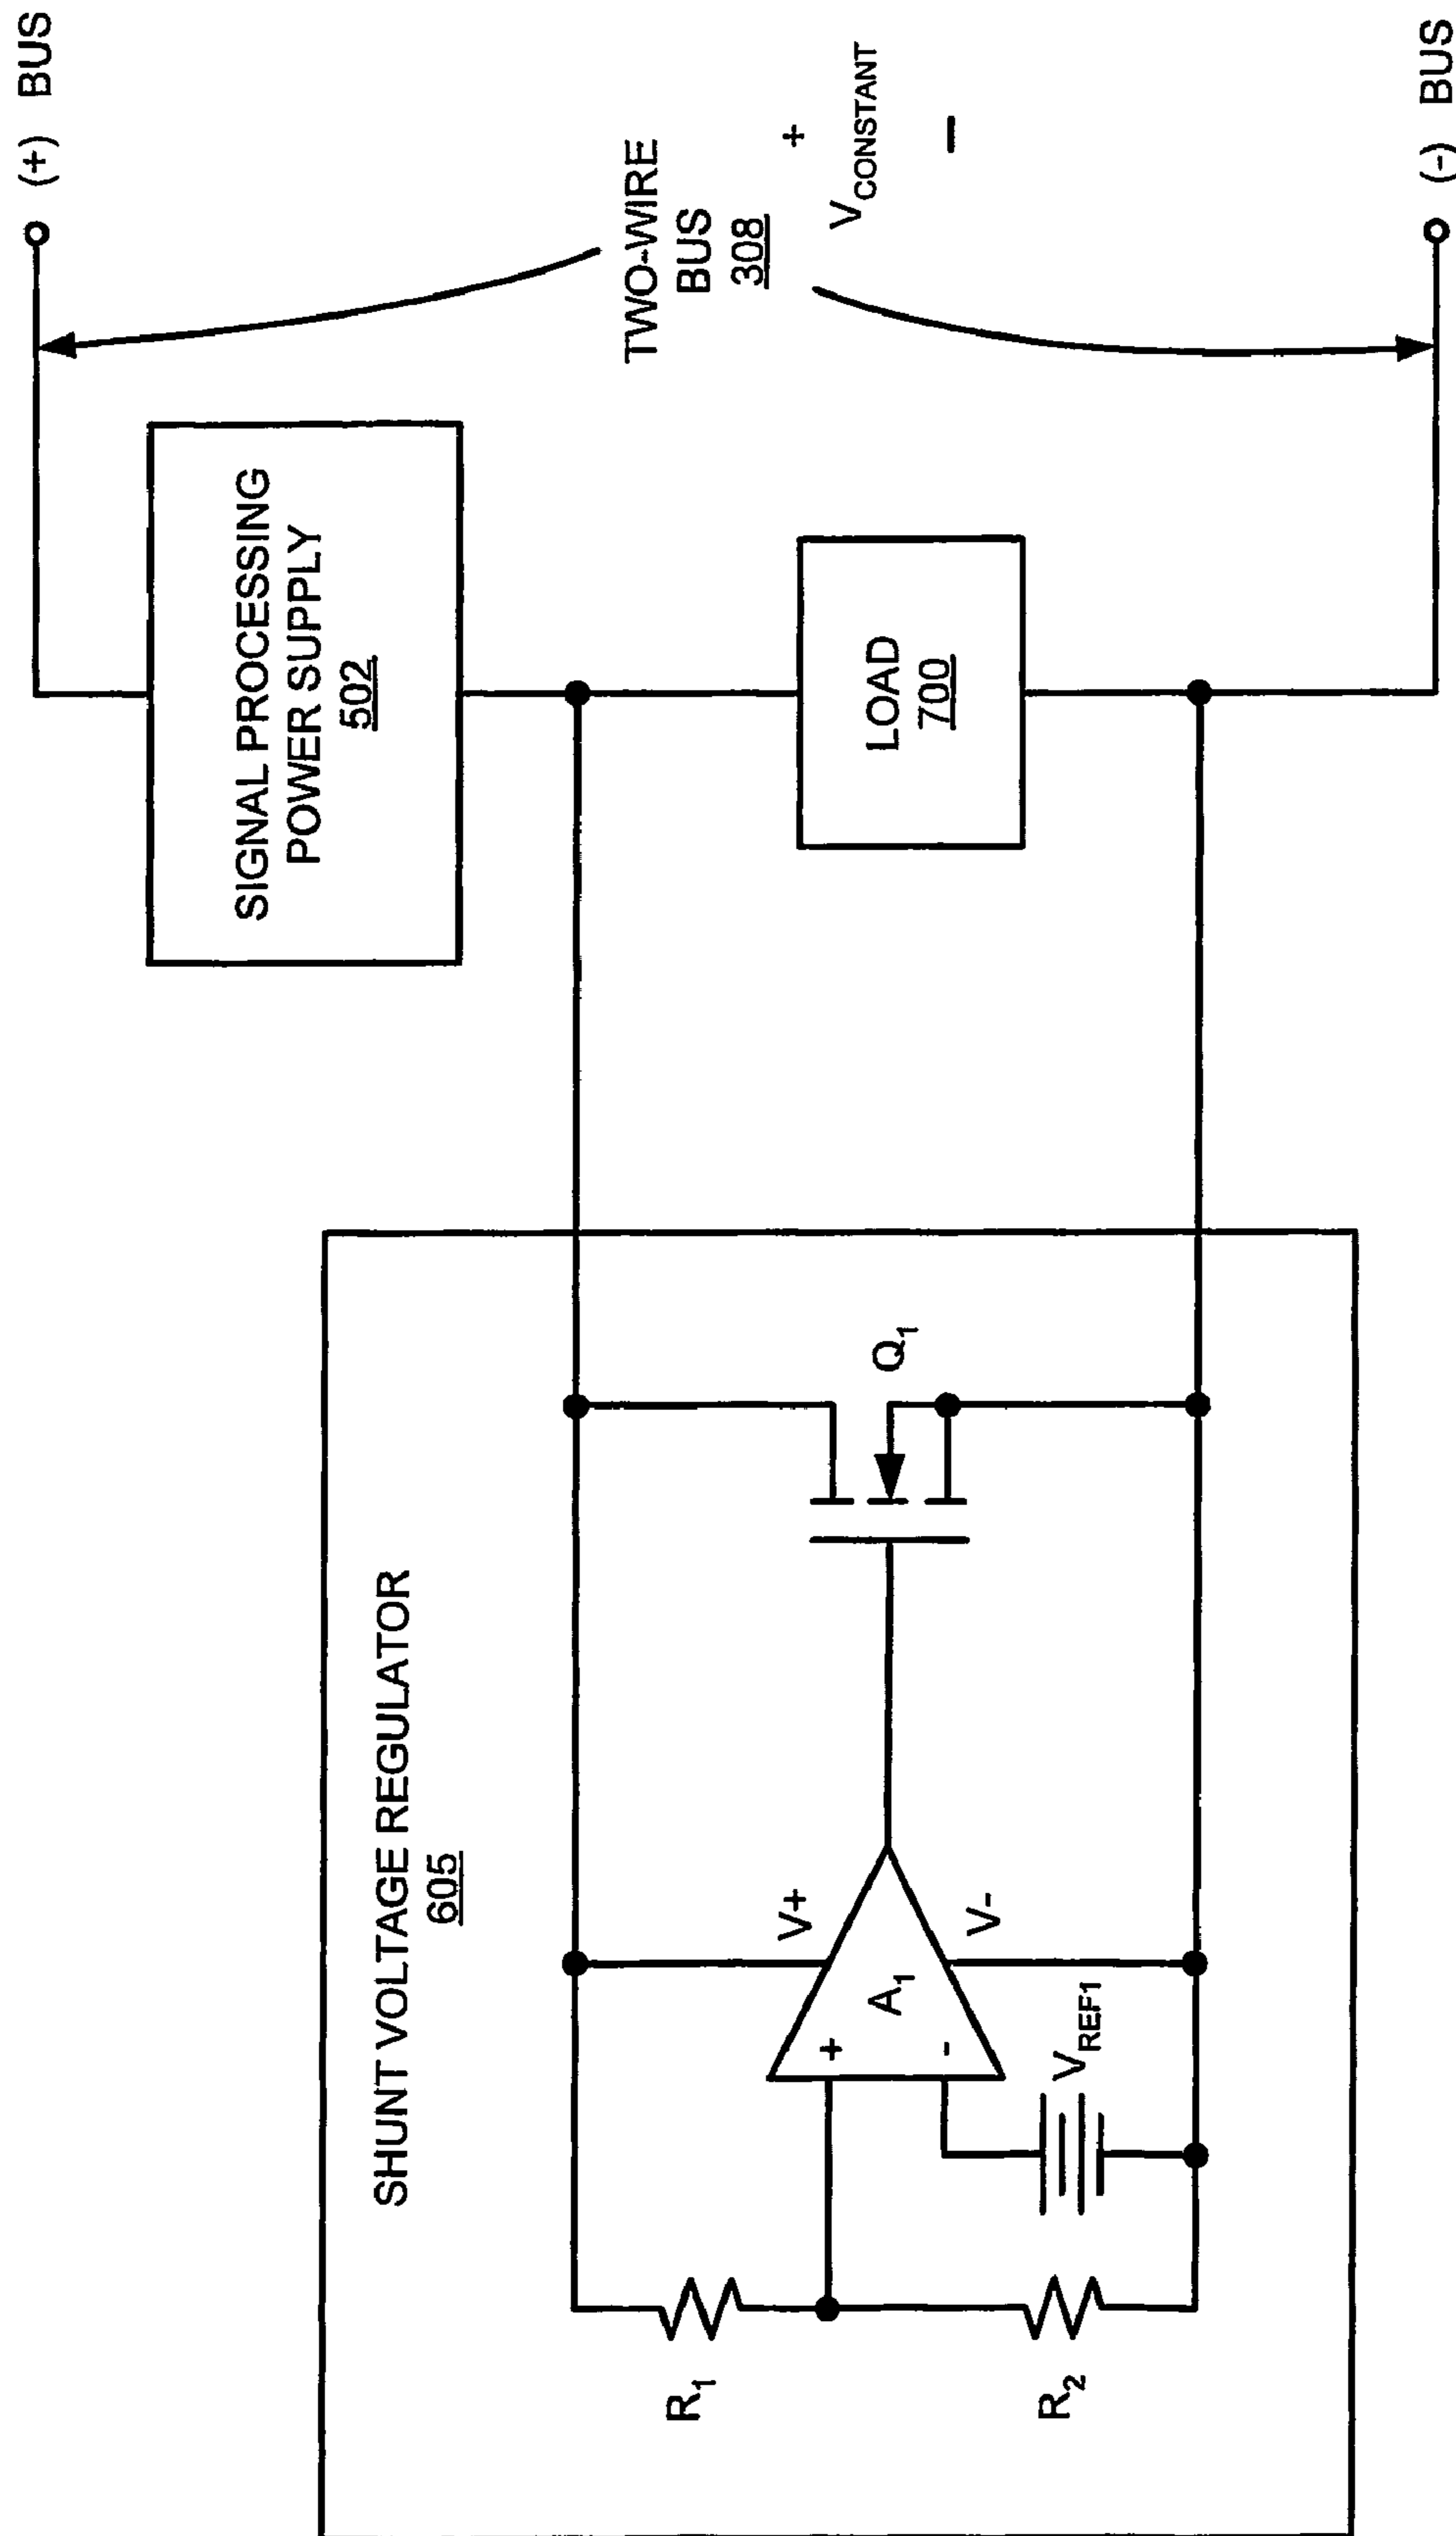 SHUNT VOLTAGE REGULATOR
605
R1
R2
+
-
A1
V+
V-
VREF1
Q1
SIGNAL PROCESSING
POWER SUPPLY
502
LOAD
700
TWO-WIRE
BUS
308
+
VCONSTANT
-
(+) BUS
(-) BUS